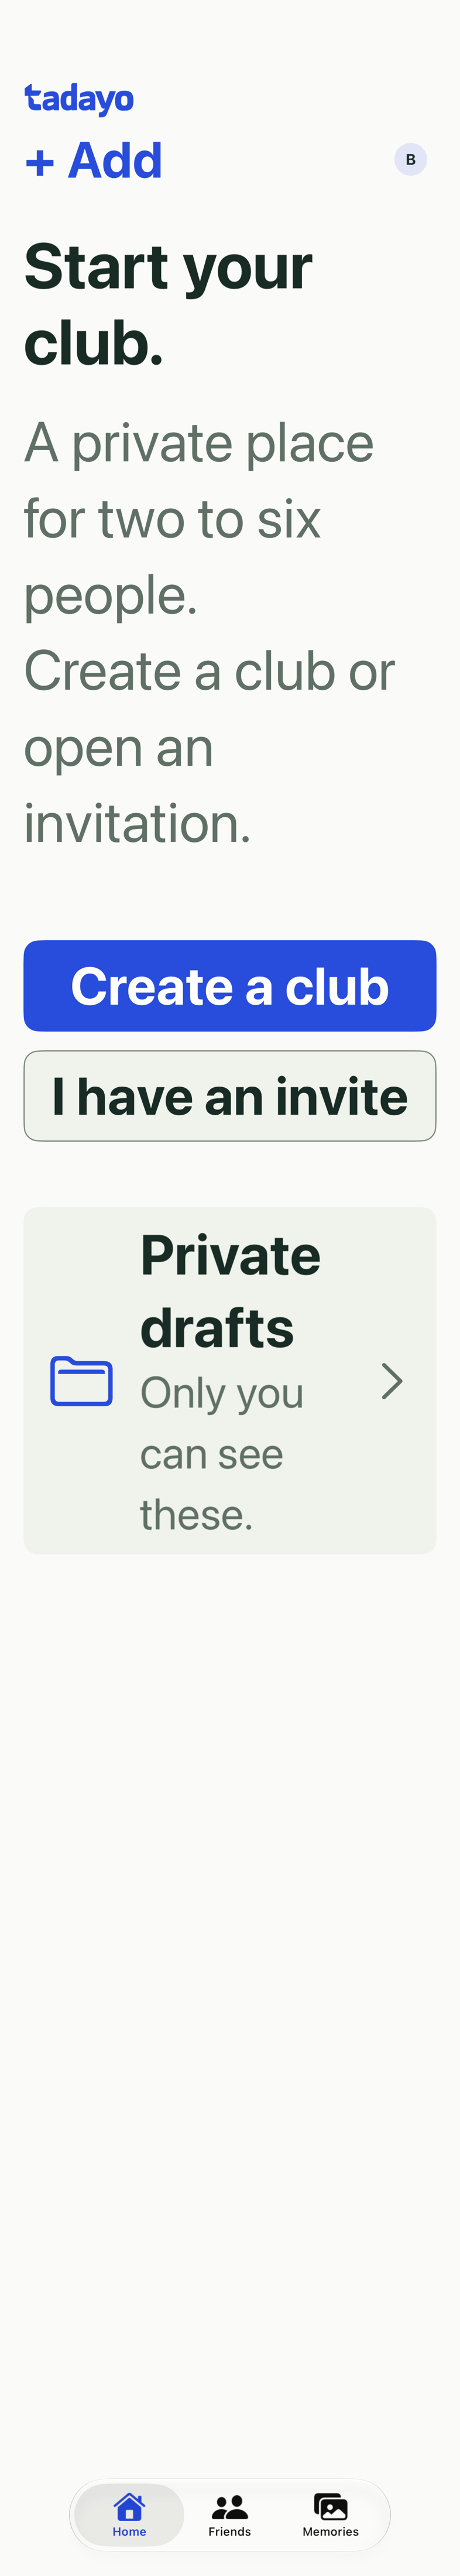 tadayo
+ Add
B
Start your
club.
A private place
for two to six
people.
Create a club or
open an
invitation.
Create a club
I have an invite
Private
drafts
Only you
can see
these.
Home
Friends
Memories